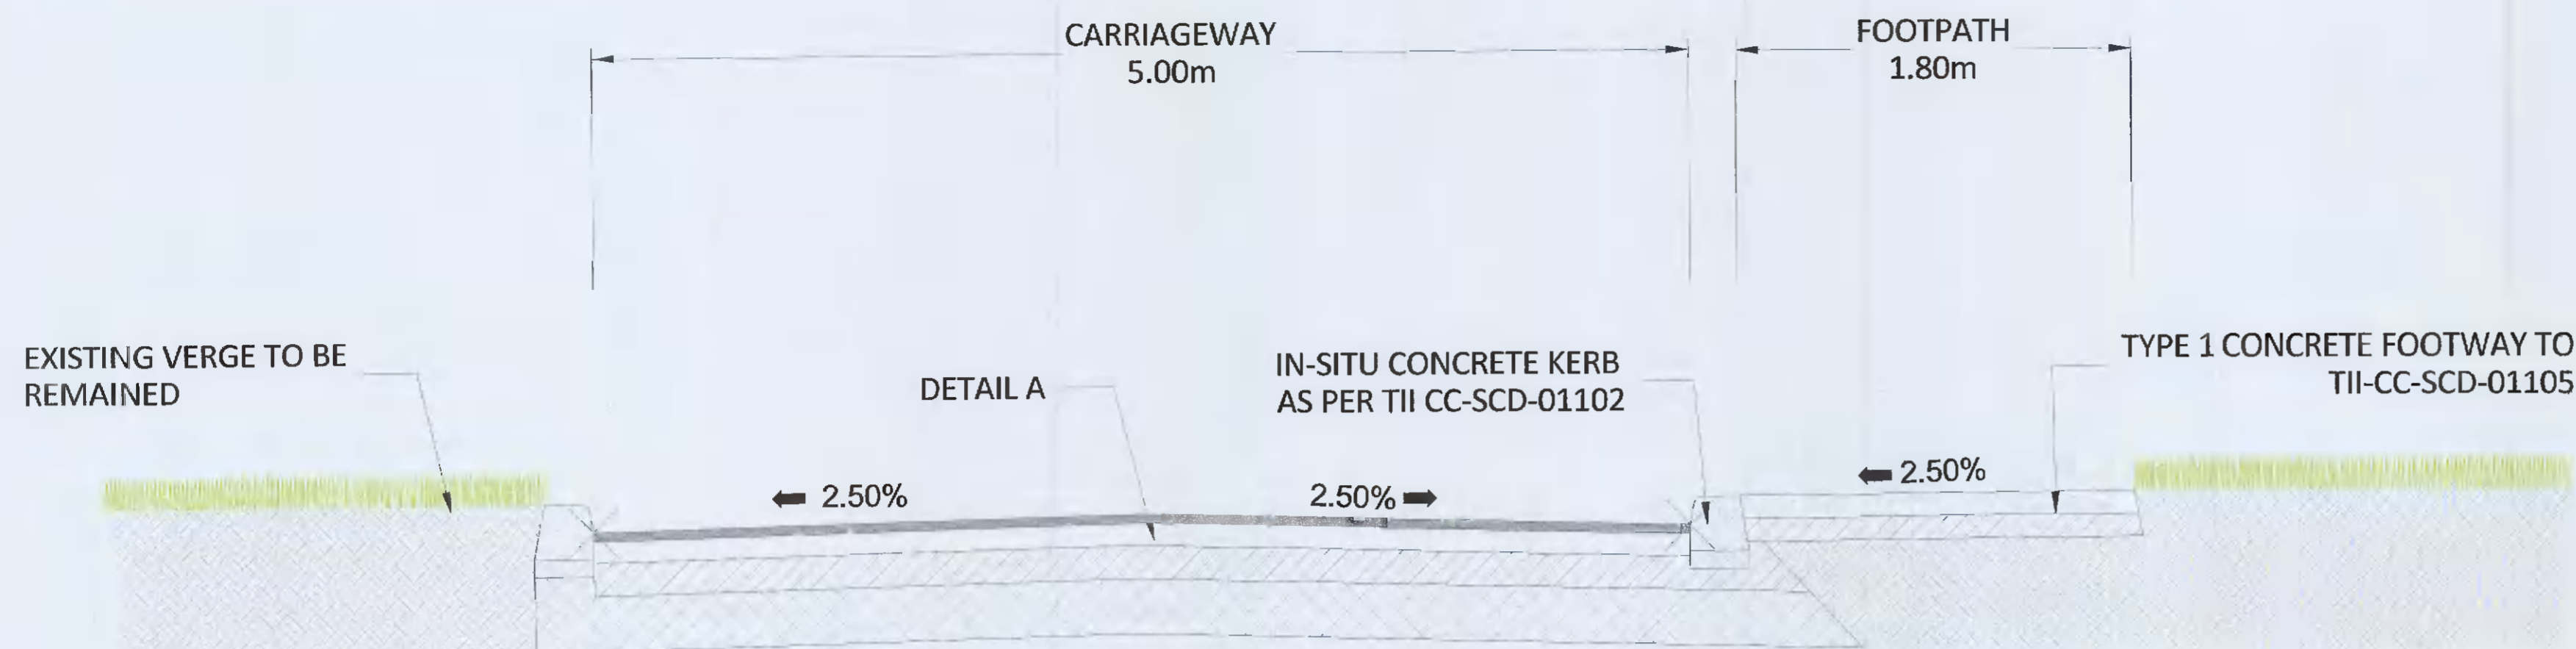 CARRIAGEWAY
5.00m
FOOTPATH
1.80m
EXISTING VERGE TO BE
REMAINED
DETAIL A
IN-SITU CONCRETE KERB
AS PER TII CC-SCD-01102
TYPE 1 CONCRETE FOOTWAY TO
TII-CC-SCD-01105
2.50%
2.50%
2.50%